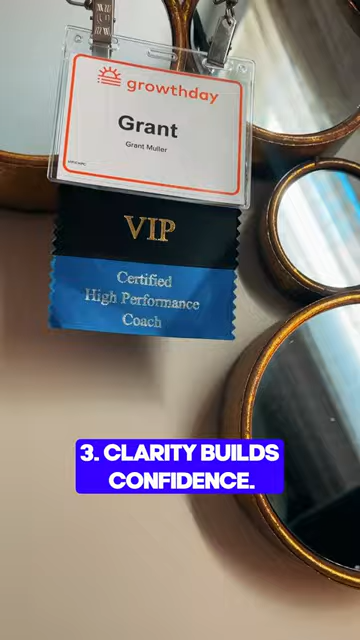 growthday
Grant
Grant Muller
VIP
Certified
High Performance
Coach
3. CLARITY BUILDS
CONFIDENCE.